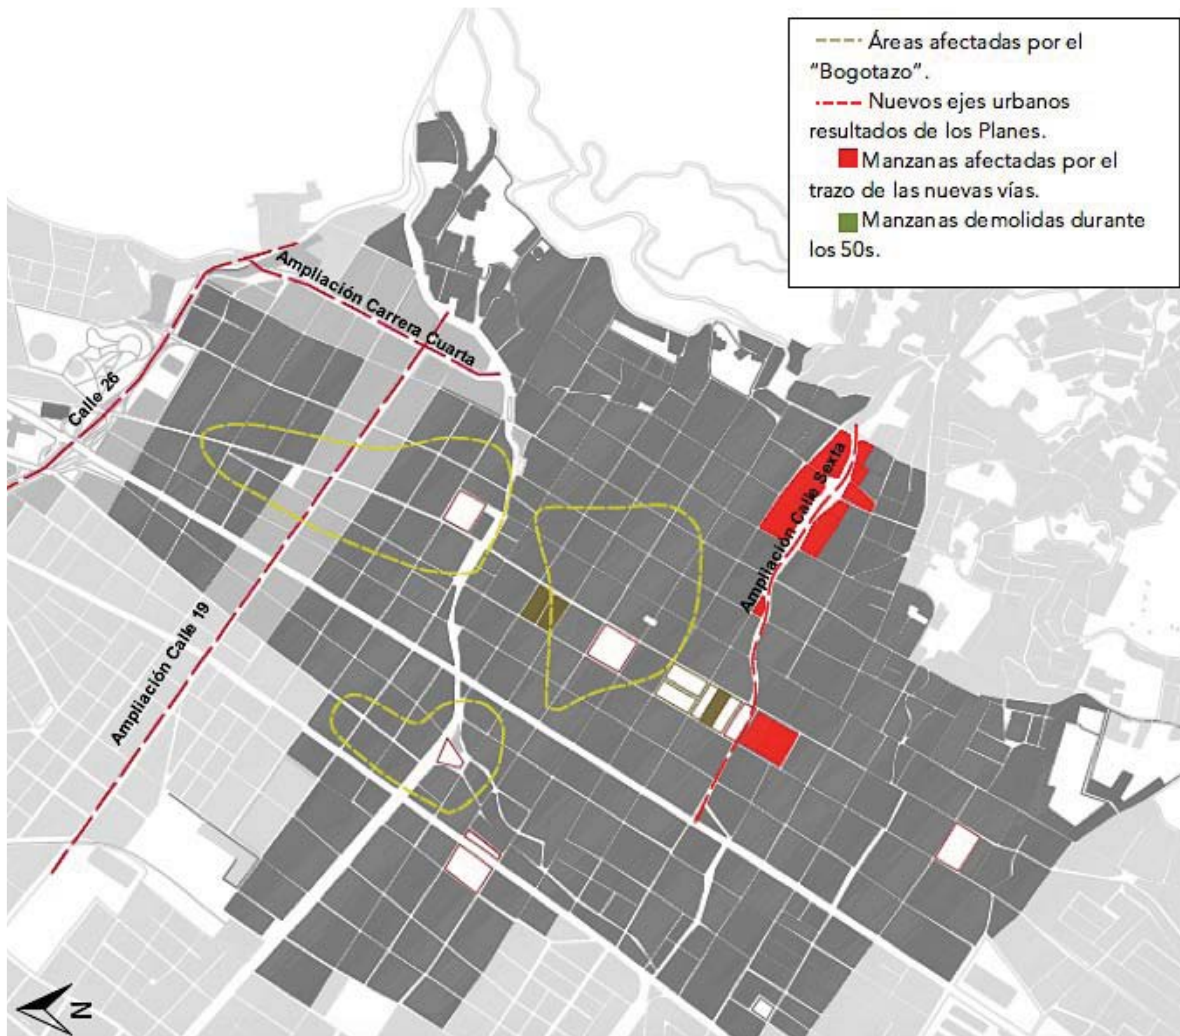 Áreas afectadas por el
"Bogotazo".
Nuevos ejes urbanos
resultados de los Planes.
Manzanas afectadas por el
trazo de las nuevas vías.
Manzanas demolidas durante
los 50s.
Ampliación Carrera Cuarta
Calle 26
Ampliación Calle Sexta
Ampliación Calle 19
N